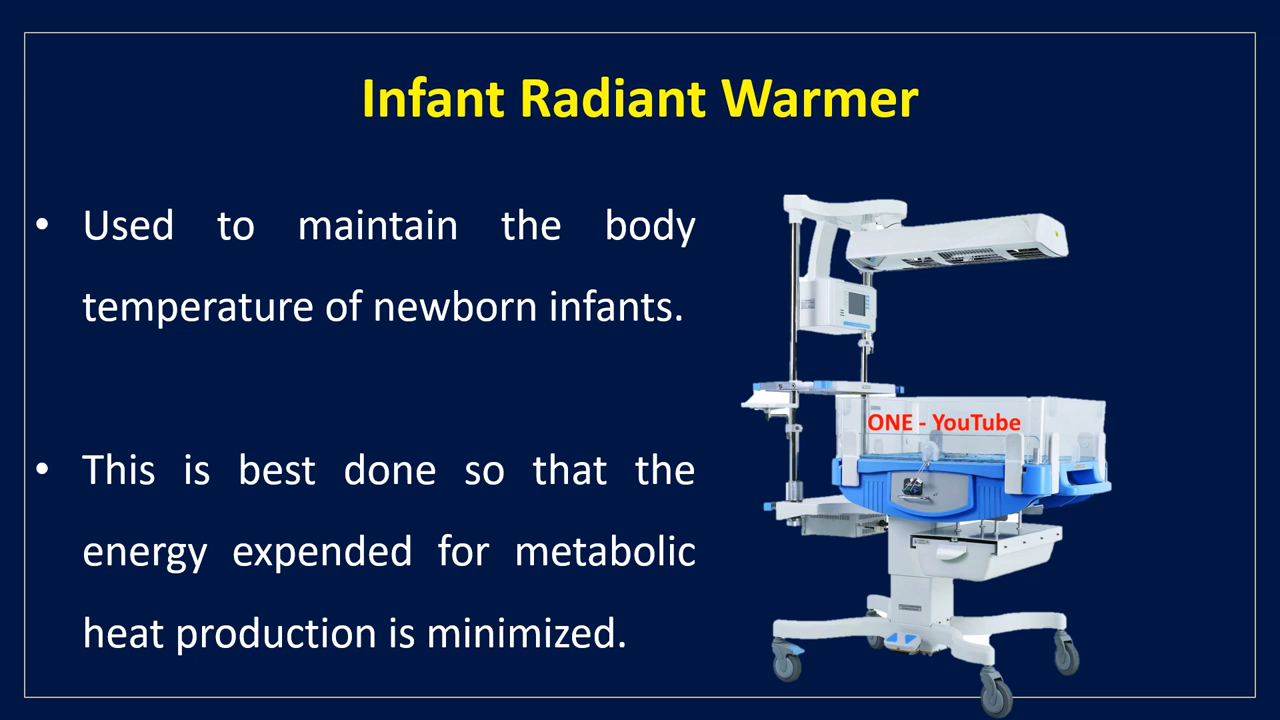 Infant Radiant Warmer
• Used to maintain the body
temperature of newborn infants.
• This is best done so that the
energy expended for metabolic
heat production is minimized.
ONE - YouTube